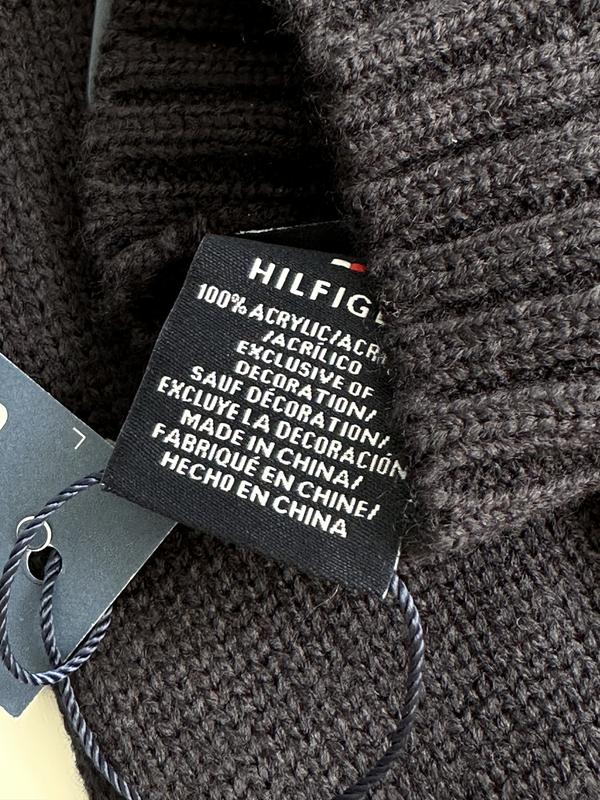 HILFIG
100% ACRYLIC/ACR
/ACRÍLICO
EXCLUSIVE OF
DECORATION/
SAUF DÉCORATION/
EXCLUYE LA DECORACIÓN
MADE IN CHINA/
FABRIQUÉ EN CHINE/
HECHO EN CHINA